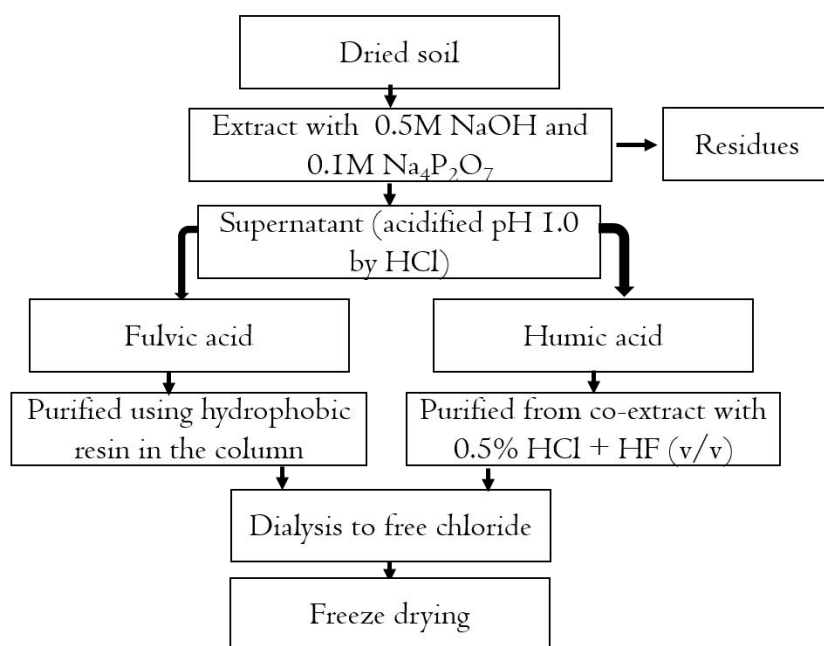 Dried soil
Extract with 0.5M NaOH and
0.1M Na₄P₂O₇
Residues
Supernatant (acidified pH 1.0
by HCl)
Fulvic acid
Humic acid
Purified using hydrophobic
resin in the column
Purified from co-extract with
0.5% HCl + HF (v/v)
Dialysis to free chloride
Freeze drying